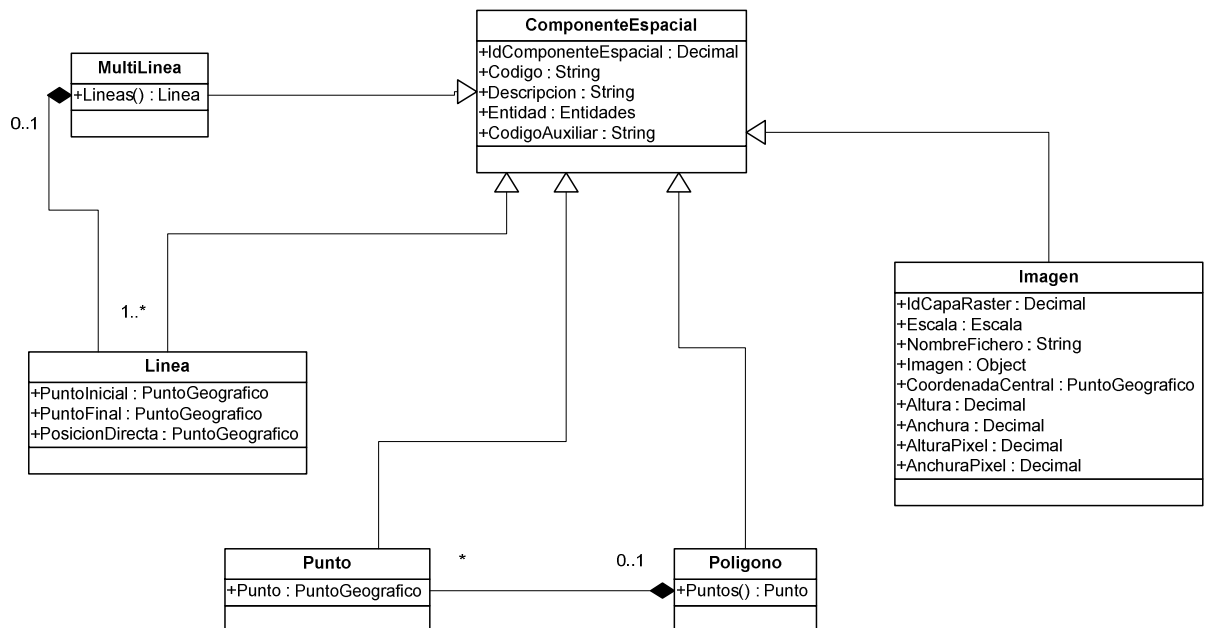 ComponenteEspacial
+IdComponenteEspacial : Decimal
+Codigo : String
+Descripcion : String
+Entidad : Entidades
+CodigoAuxiliar : String
MultiLinea
+Lineas() : Linea
0..1
1..*
Linea
+PuntoInicial : PuntoGeografico
+PuntoFinal : PuntoGeografico
+PosicionDirecta : PuntoGeografico
Imagen
+IdCapaRaster : Decimal
+Escala : Escala
+NombreFichero : String
+Imagen : Object
+CoordenadaCentral : PuntoGeografico
+Altura : Decimal
+Anchura : Decimal
+AlturaPixel : Decimal
+AnchuraPixel : Decimal
Punto
+Punto : PuntoGeografico
*
0..1
Poligono
+Puntos() : Punto